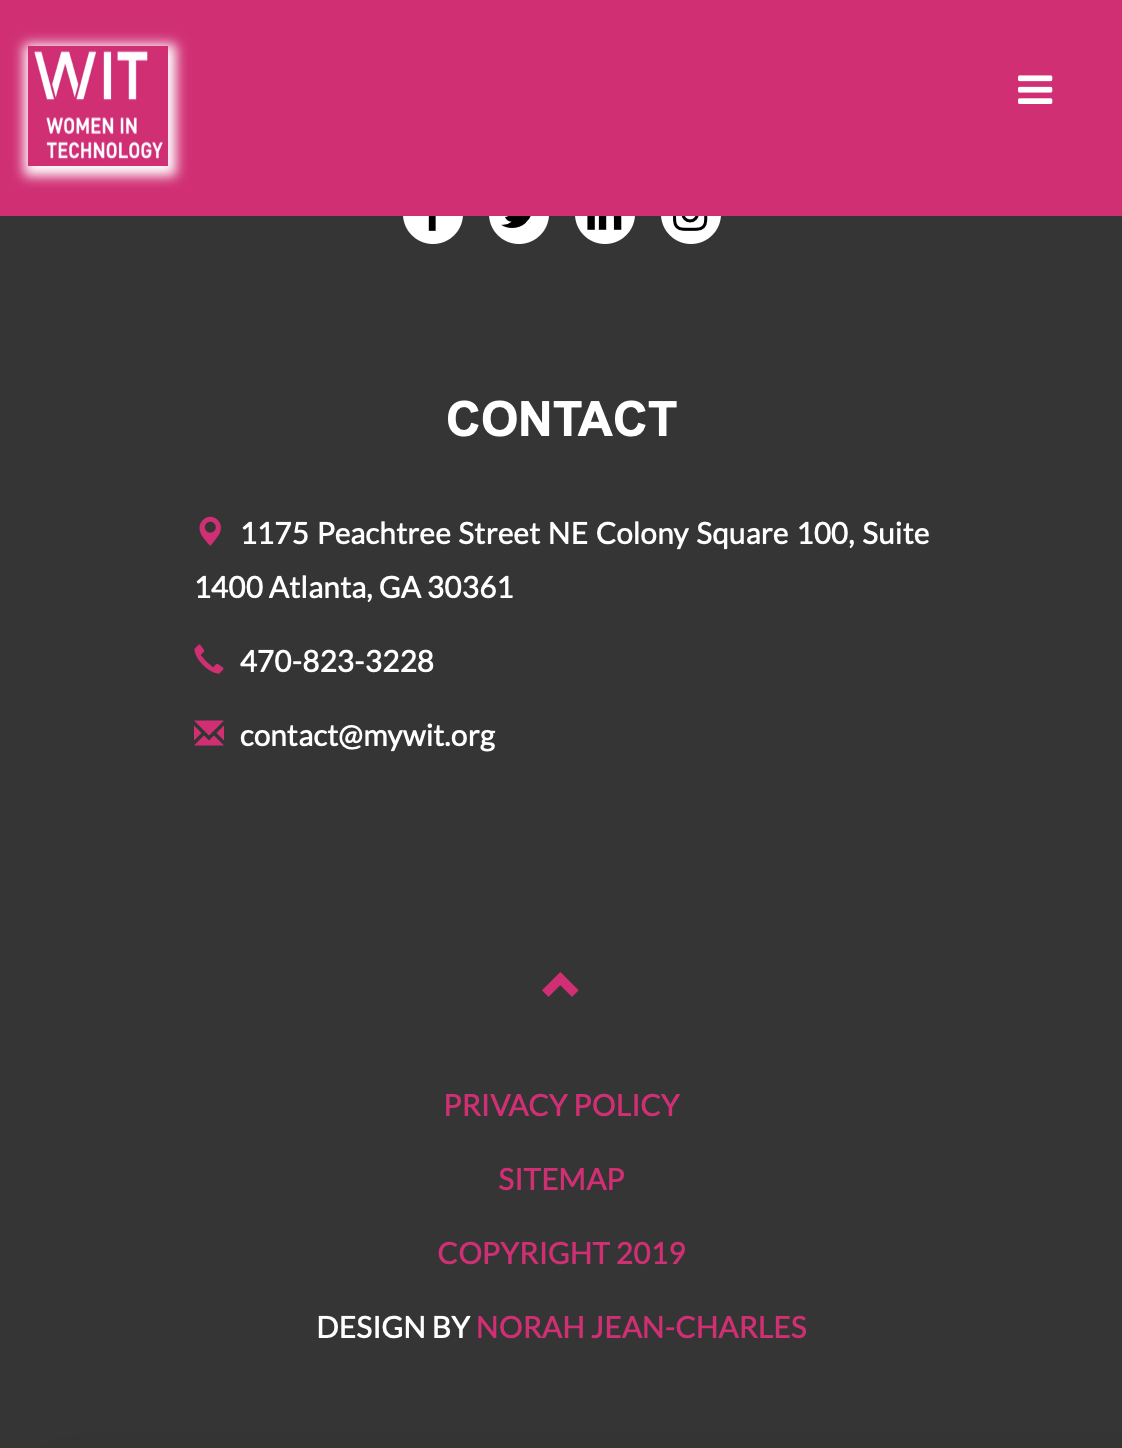 WIT
WOMEN IN
TECHNOLOGY
CONTACT
1175 Peachtree Street NE Colony Square 100, Suite
1400 Atlanta, GA 30361
470-823-3228
contact@mywit.org
PRIVACY POLICY
SITEMAP
COPYRIGHT 2019
DESIGN BY NORAH JEAN-CHARLES